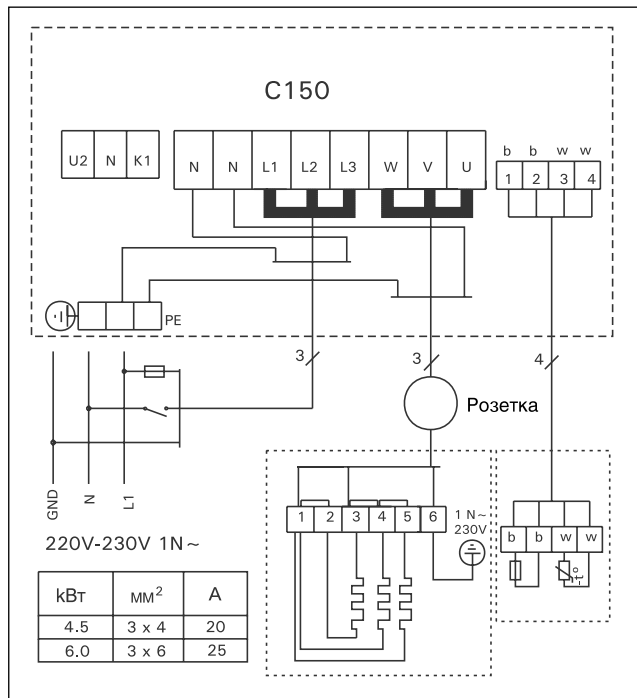 C150
b b w w
U2 N K1
N N L1 L2 L3 W V U
1 2 3 4
PE
3 3 4
Розетка
GND N L1
1 2 3 4 5 6
1 N~
230V
b b w w
-t°
220V-230V 1N~
кВт мм² A
4.5 3 x 4 20
6.0 3 x 6 25